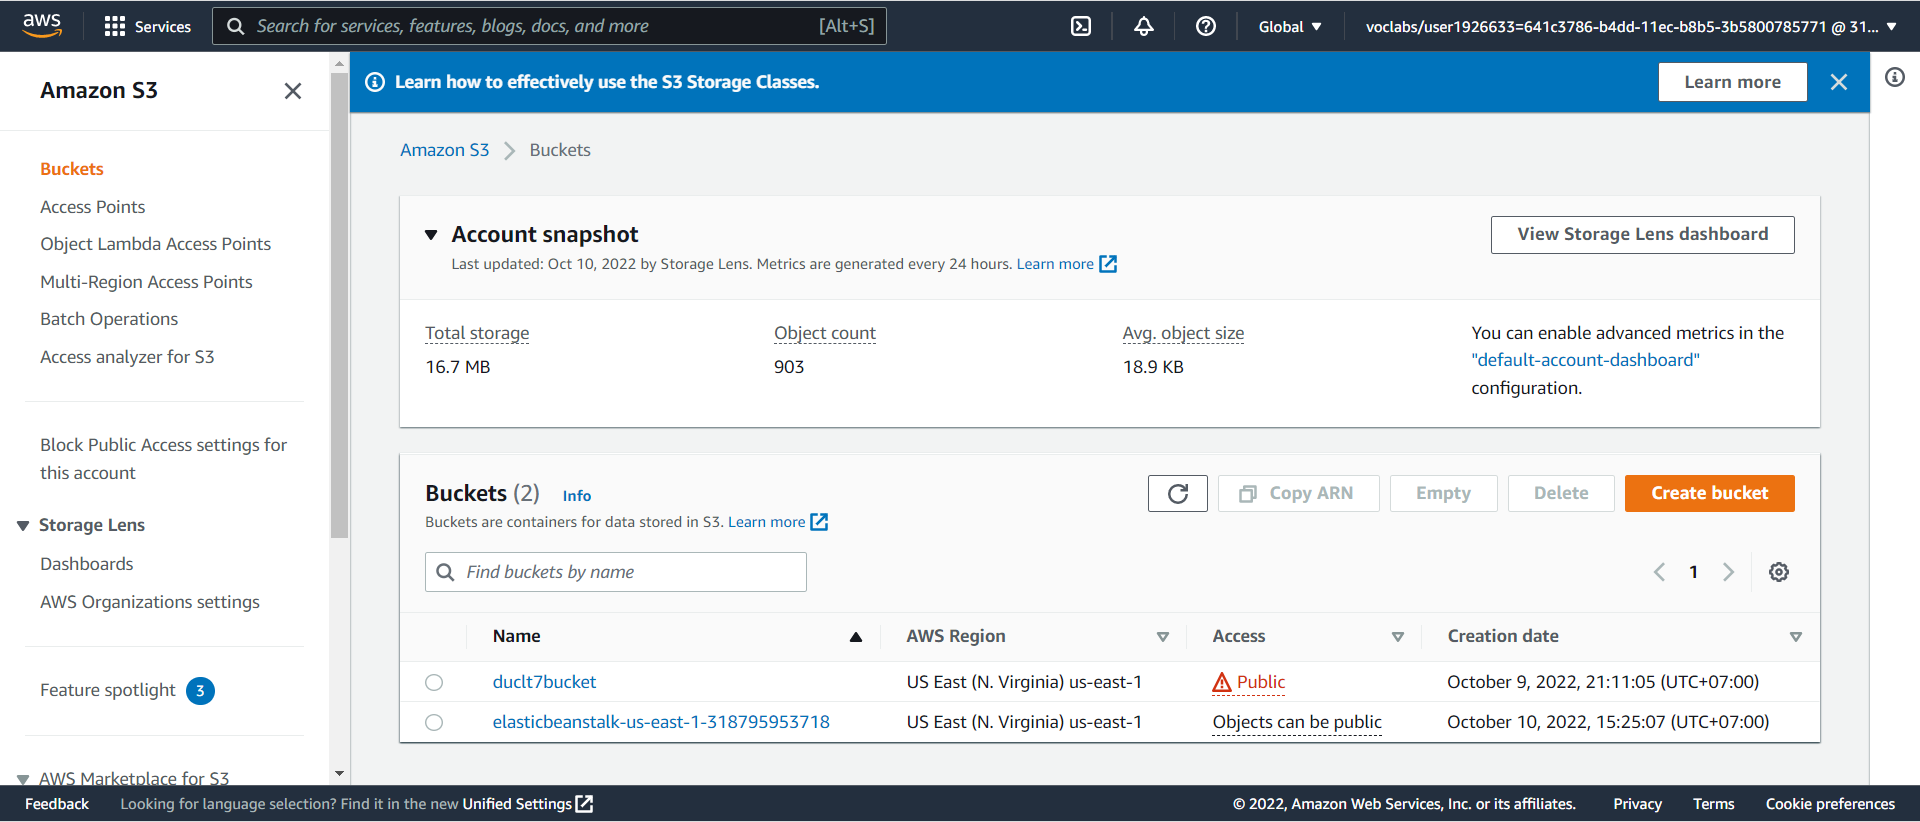 aws
Services
Search for services, features, blogs, docs, and more
[Alt+S]
Global
voclabs/user1926633=641c3786-b4dd-11ec-b8b5-3b5800785771 @ 31...
Amazon S3
Buckets
Access Points
Object Lambda Access Points
Multi-Region Access Points
Batch Operations
Access analyzer for S3
Block Public Access settings for
this account
Storage Lens
Dashboards
AWS Organizations settings
Feature spotlight 3
AWS Marketplace for S3
Learn how to effectively use the S3 Storage Classes.
Learn more
Amazon S3 Buckets
Account snapshot
Last updated: Oct 10, 2022 by Storage Lens. Metrics are generated every 24 hours. Learn more
View Storage Lens dashboard
Total storage
16.7 MB
Object count
903
Avg. object size
18.9 KB
You can enable advanced metrics in the
"default-account-dashboard"
configuration.
Buckets (2) Info
Buckets are containers for data stored in S3. Learn more
Copy ARN
Empty
Delete
Create bucket
Find buckets by name
1
Name AWS Region Access Creation date
duclt7bucket US East (N. Virginia) us-east-1 Public October 9, 2022, 21:11:05 (UTC+07:00)
elasticbeanstalk-us-east-1-318795953718 US East (N. Virginia) us-east-1 Objects can be public October 10, 2022, 15:25:07 (UTC+07:00)
Feedback Looking for language selection? Find it in the new Unified Settings © 2022, Amazon Web Services, Inc. or its affiliates. Privacy Terms Cookie preferences